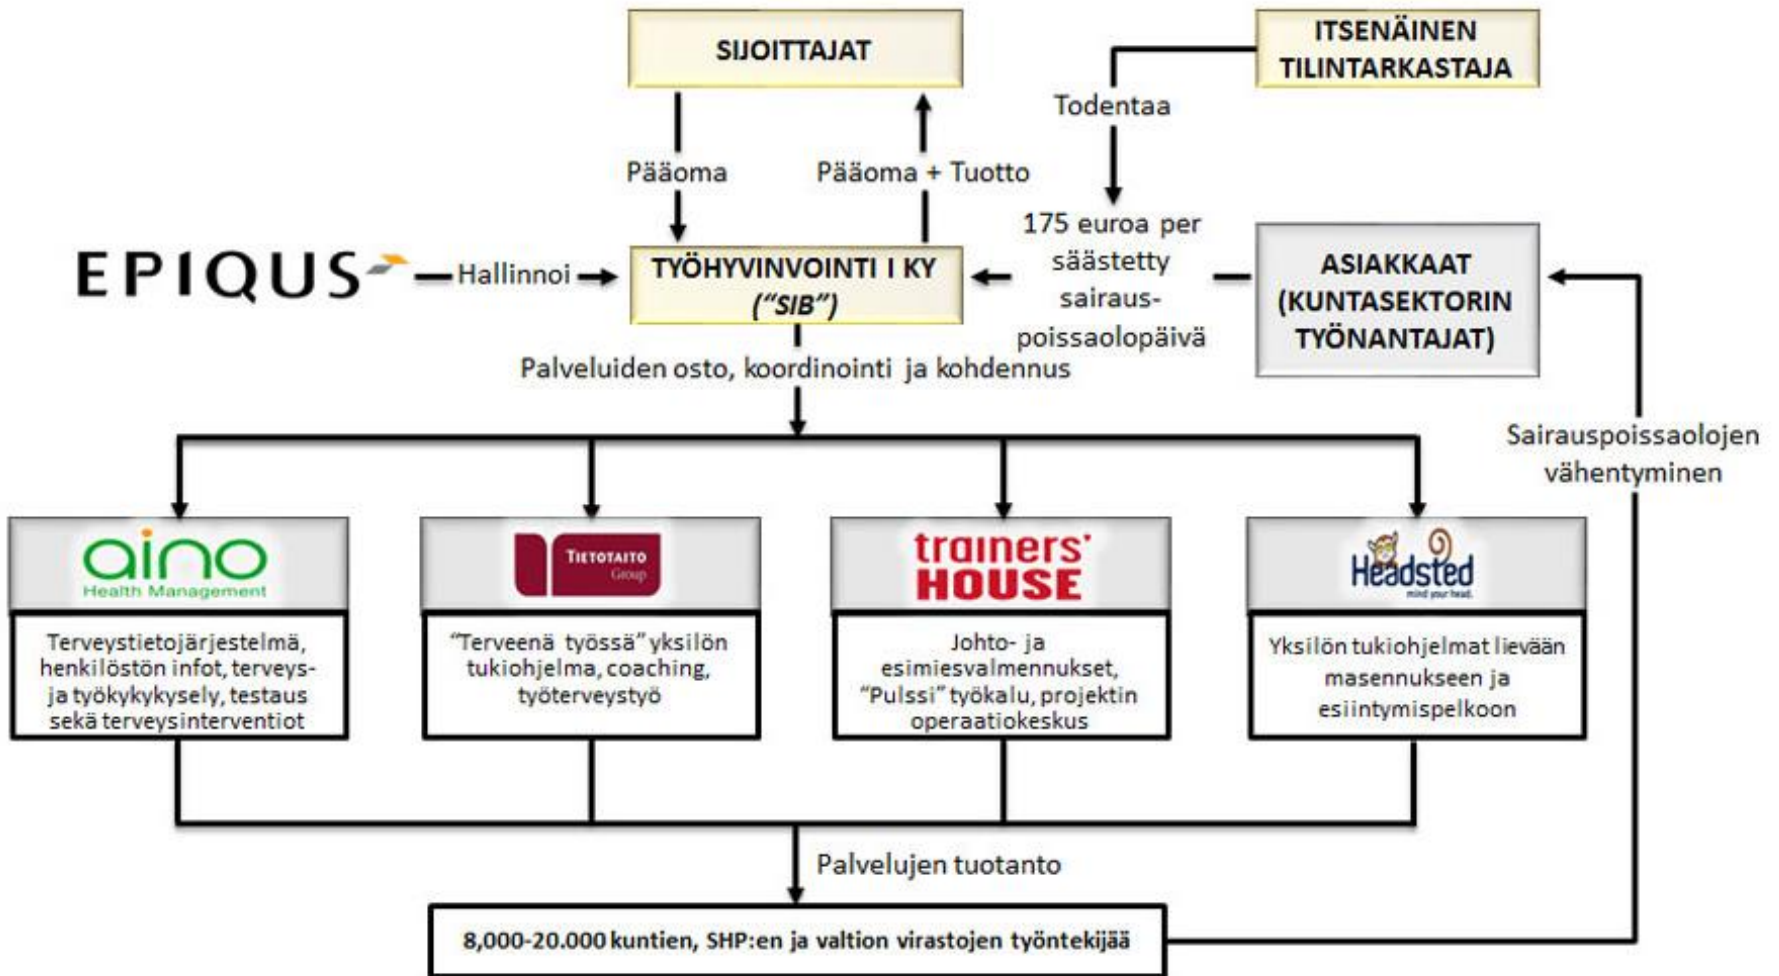 SIJOITTAJAT
ITSENÄINEN
TILINTARKASTAJA
Todentaa
Pääoma
Pääoma + Tuotto
EPIQUS
Hallinnoi
TYÖHYVINVOINTI I KY
("SIB")
175 euroa per
säästetty
sairaus-
poissaolopäivä
ASIAKKAAT
(KUNTASEKTORIN
TYÖNANTAJAT)
Palveluiden osto, koordinointi ja kohdennus
Sairauspoissaolojen
vähentyminen
aino
Health Management
Terveystietojärjestelmä,
henkilöstön infot, terveys-
ja työkykykysely, testaus
sekä terveysinterventiot
TIETOTAITO
Group
"Terveenä työssä" yksilön
tukiohjelma, coaching,
työterveystyö
trainers'
HOUSE
Johto- ja
esimiesvalmennukset,
"Pulssi" työkalu, projektin
operaatiokeskus
Headsted
mind your head.
Yksilön tukiohjelmat lievään
masennukseen ja
esiintymispelkoon
Palvelujen tuotanto
8,000-20.000 kuntien, SHP:en ja valtion virastojen työntekijää